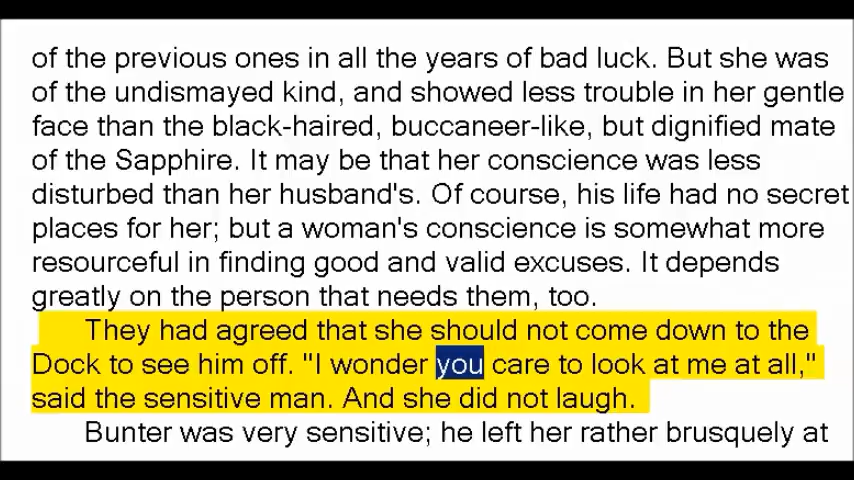 of the previous ones in all the years of bad luck. But she was
of the undismayed kind, and showed less trouble in her gentle
face than the black-haired, buccaneer-like, but dignified mate
of the Sapphire. It may be that her conscience was less
disturbed than her husband's. Of course, his life had no secret
places for her; but a woman's conscience is somewhat more
resourceful in finding good and valid excuses. It depends
greatly on the person that needs them, too.
They had agreed that she should not come down to the
Dock to see him off. "I wonder you care to look at me at all,"
said the sensitive man. And she did not laugh.
Bunter was very sensitive; he left her rather brusquely at